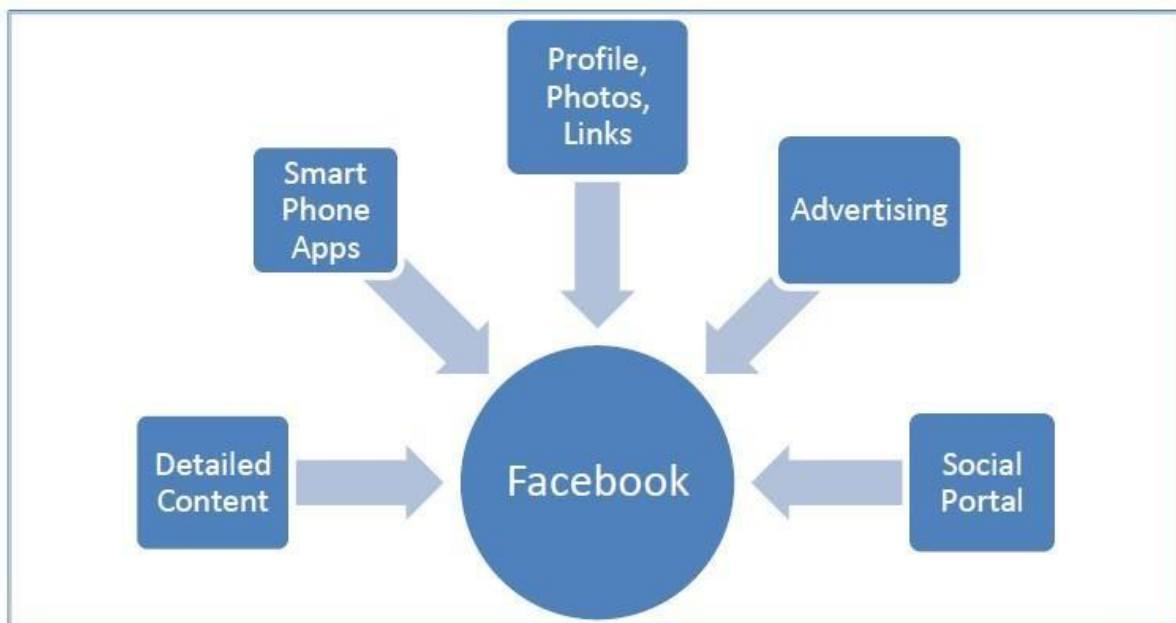 Profile,
Photos,
Links
Smart
Phone
Apps
Advertising
Detailed
Content
Facebook
Social
Portal